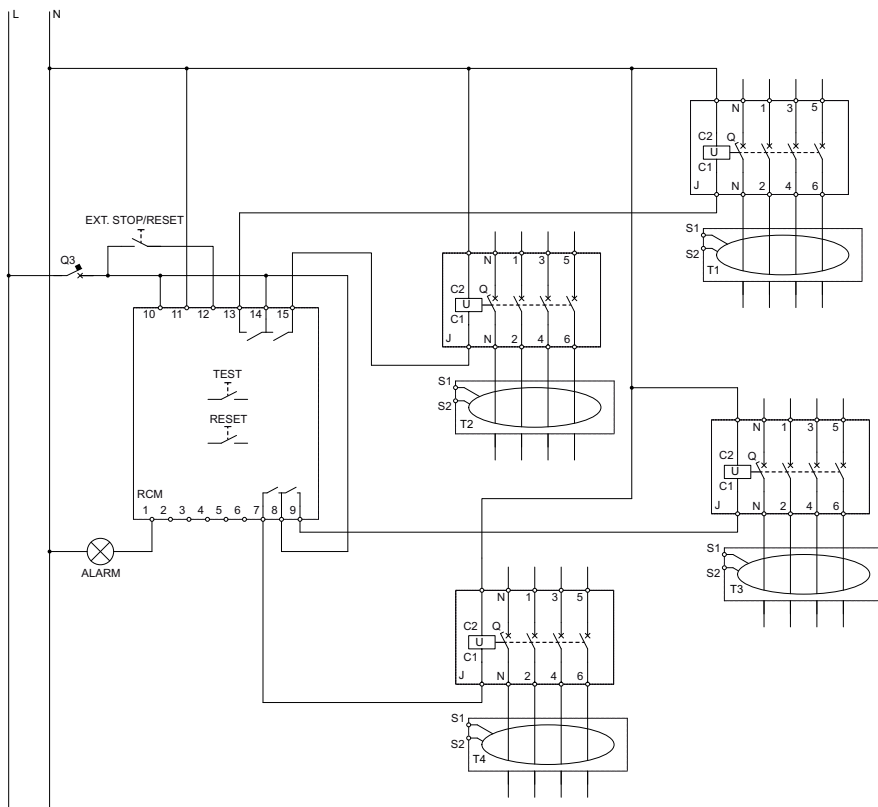 L N
N 1 3 5
C2 Q
U
C1
J N 2 4 6
EXT. STOP/RESET
S1
S2
T1
Q3
N 1 3 5
C2 Q
U
C1
J N 2 4 6
10 11 12 13 14 15
TEST
S1
S2
T2
RESET
N 1 3 5
C2 Q
U
C1
J N 2 4 6
RCM
1 2 3 4 5 6 7 8 9
S1
S2
T3
ALARM
N 1 3 5
C2 Q
U
C1
J N 2 4 6
S1
S2
T4